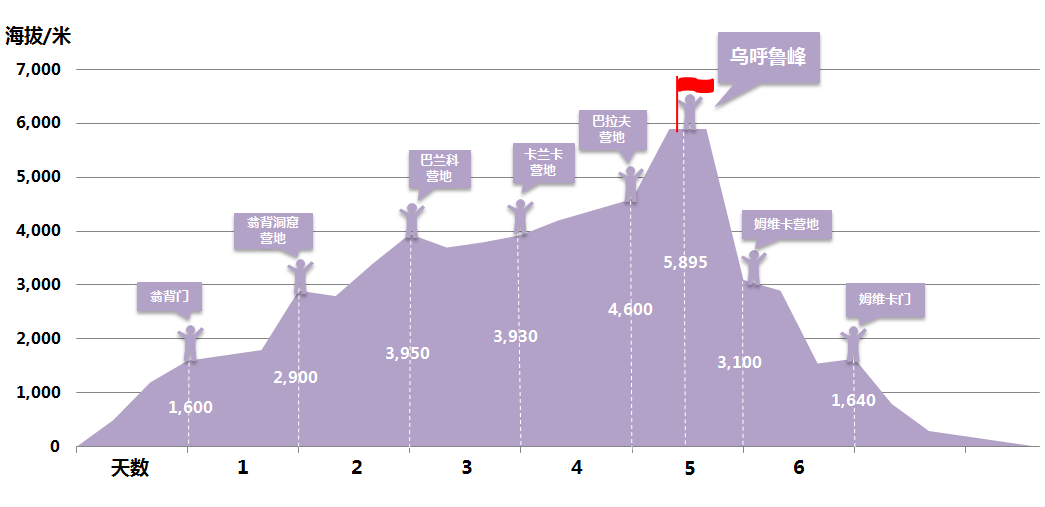 海拔/米
乌呼鲁峰
7,000
6,000
巴拉夫
营地
卡兰卡
营地
巴兰科
营地
5,000
翁背洞窟
营地
姆维卡营地
4,000
5,895
3,000
翁背门
姆维卡门
4,600
2,000
3,930
3,950
3,100
2,900
1,000
1,640
1,600
0
天数 1 2 3 4 5 6